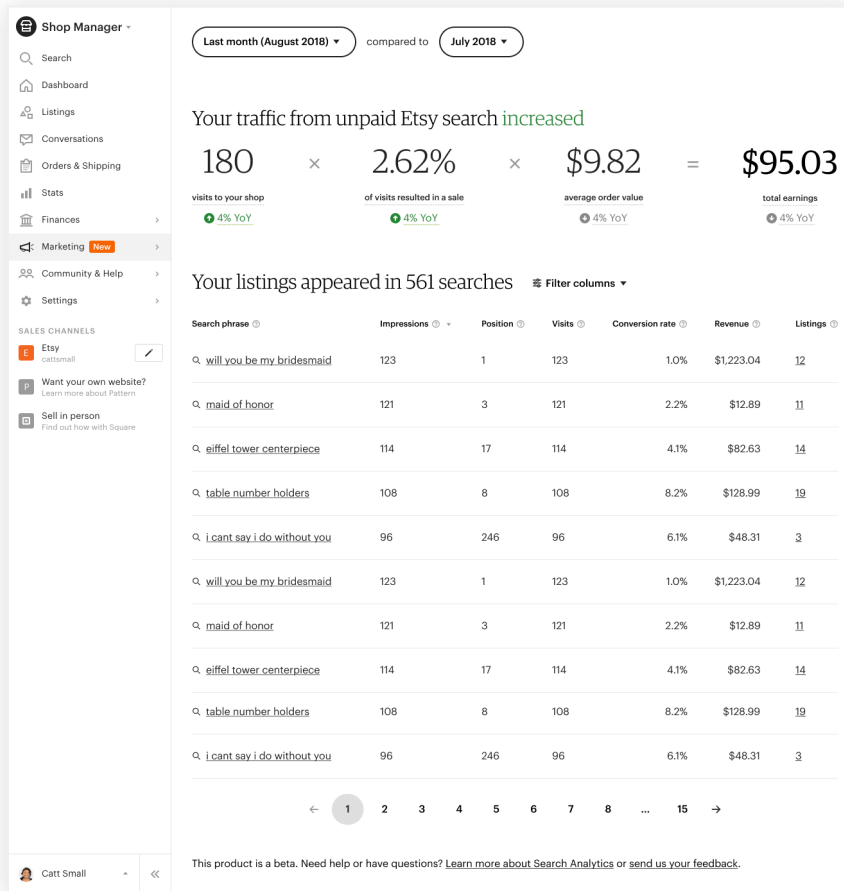 Shop Manager
Search
Dashboard
Listings
Conversations
Orders & Shipping
Stats
Finances
Marketing New
Community & Help
Settings
SALES CHANNELS
E Etsy
cattsmall
P Want your own website?
Learn more about Pattern
Sell in person
Find out how with Square
Catt Small
Last month (August 2018) compared to July 2018
Your traffic from unpaid Etsy search increased
180 × 2.62% × $9.82 = $95.03
visits to your shop of visits resulted in a sale average order value total earnings
4% YoY 4% YoY 4% YoY 4% YoY
Your listings appeared in 561 searches Filter columns
Search phrase Impressions Position Visits Conversion rate Revenue Listings
will you be my bridesmaid 123 1 123 1.0% $1,223.04 12
maid of honor 121 3 121 2.2% $12.89 11
eiffel tower centerpiece 114 17 114 4.1% $82.63 14
table number holders 108 8 108 8.2% $128.99 19
i cant say i do without you 96 246 96 6.1% $48.31 3
will you be my bridesmaid 123 1 123 1.0% $1,223.04 12
maid of honor 121 3 121 2.2% $12.89 11
eiffel tower centerpiece 114 17 114 4.1% $82.63 14
table number holders 108 8 108 8.2% $128.99 19
i cant say i do without you 96 246 96 6.1% $48.31 3
← 1 2 3 4 5 6 7 8 ... 15 →
This product is a beta. Need help or have questions? Learn more about Search Analytics or send us your feedback.